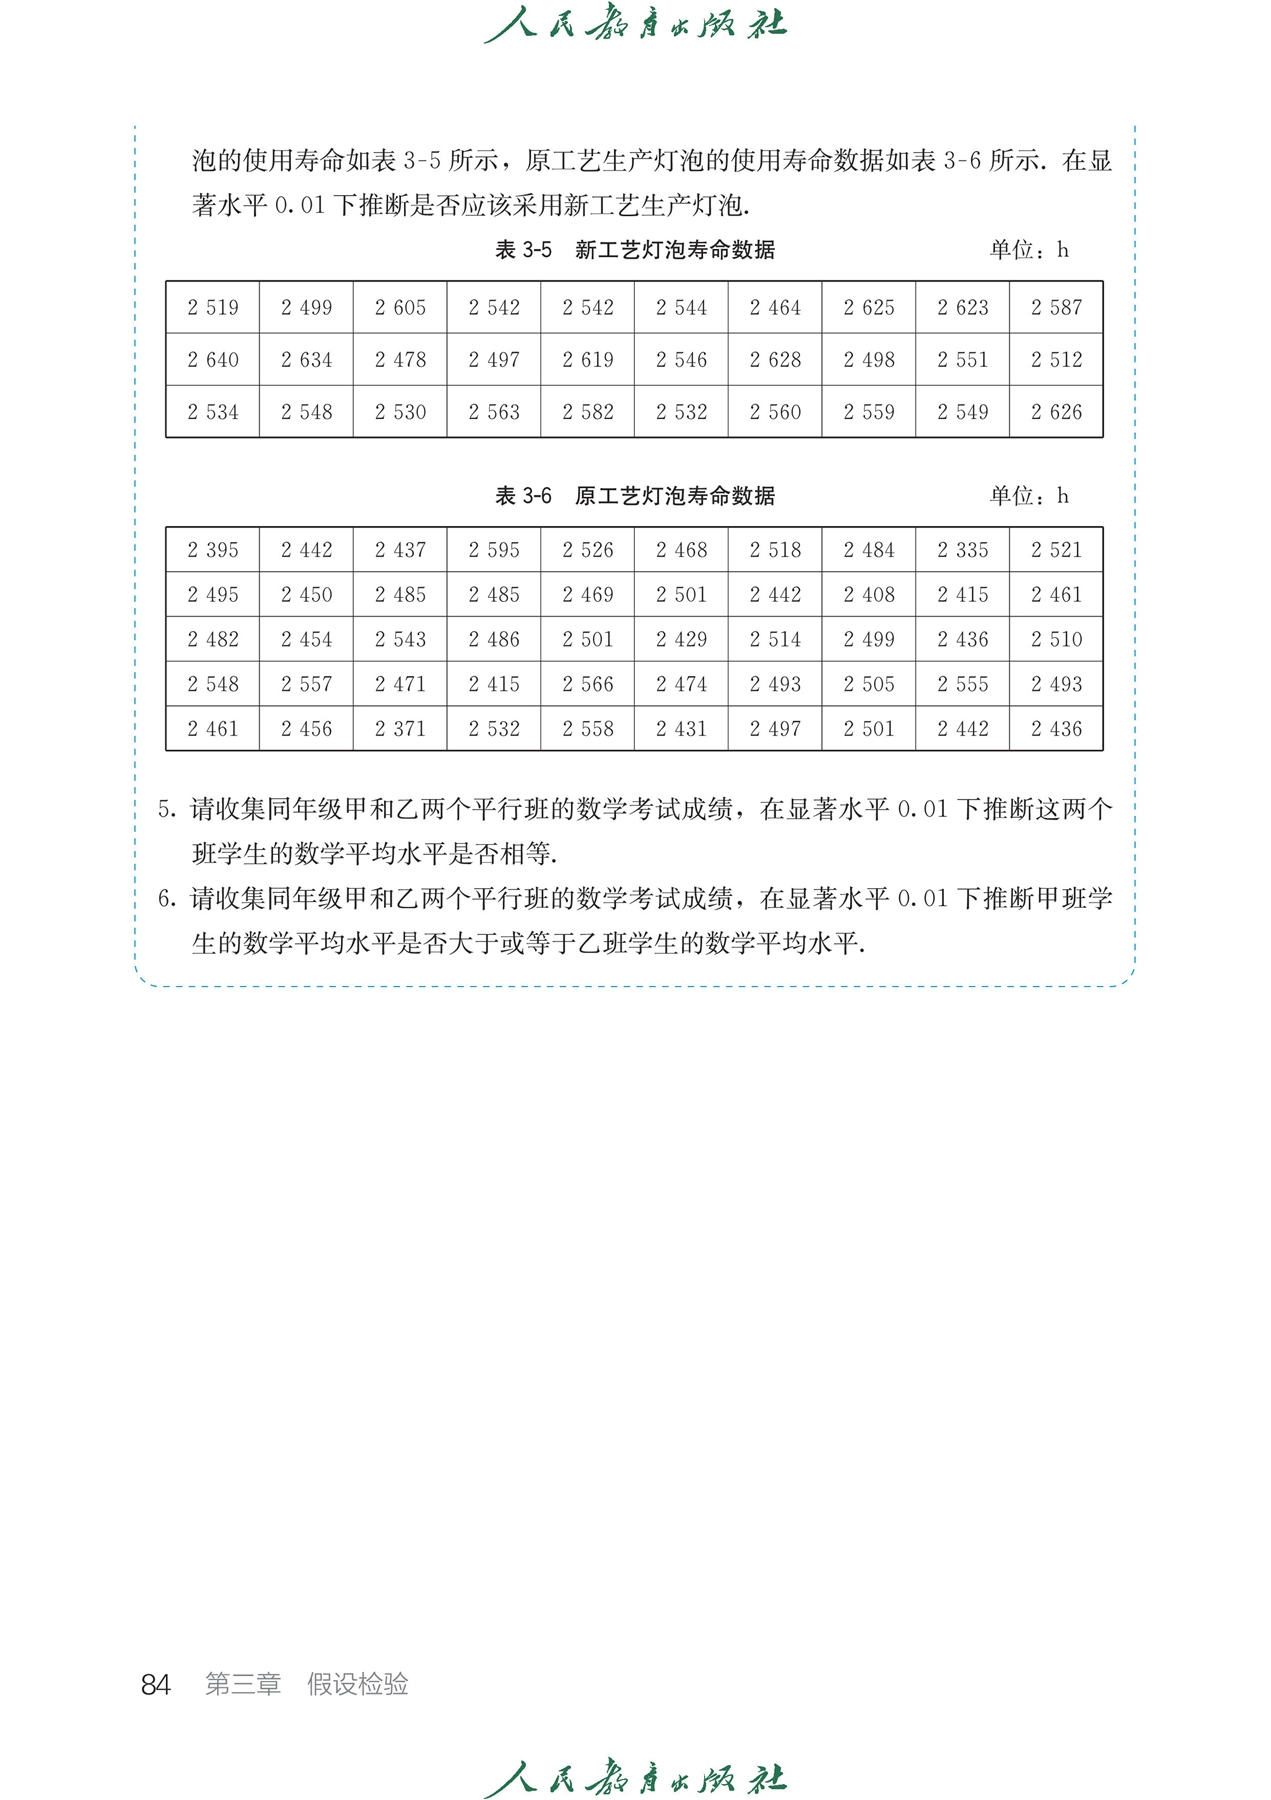 人民教育出版社
泡的使用寿命如表 3-5 所示，原工艺生产灯泡的使用寿命数据如表 3-6 所示. 在显
著水平 0.01 下推断是否应该采用新工艺生产灯泡.
表 3-5 新工艺灯泡寿命数据 单位：h
2 519 2 499 2 605 2 542 2 542 2 544 2 464 2 625 2 623 2 587
2 640 2 634 2 478 2 497 2 619 2 546 2 628 2 498 2 551 2 512
2 534 2 548 2 530 2 563 2 582 2 532 2 560 2 559 2 549 2 626
表 3-6 原工艺灯泡寿命数据 单位：h
2 395 2 442 2 437 2 595 2 526 2 468 2 518 2 484 2 335 2 521
2 495 2 450 2 485 2 485 2 469 2 501 2 442 2 408 2 415 2 461
2 482 2 454 2 543 2 486 2 501 2 429 2 514 2 499 2 436 2 510
2 548 2 557 2 471 2 415 2 566 2 474 2 493 2 505 2 555 2 493
2 461 2 456 2 371 2 532 2 558 2 431 2 497 2 501 2 442 2 436
5. 请收集同年级甲和乙两个平行班的数学考试成绩，在显著水平 0.01 下推断这两个
班学生的数学平均水平是否相等.
6. 请收集同年级甲和乙两个平行班的数学考试成绩，在显著水平 0.01 下推断甲班学
生的数学平均水平是否大于或等于乙班学生的数学平均水平.
84 第三章 假设检验
人民教育出版社